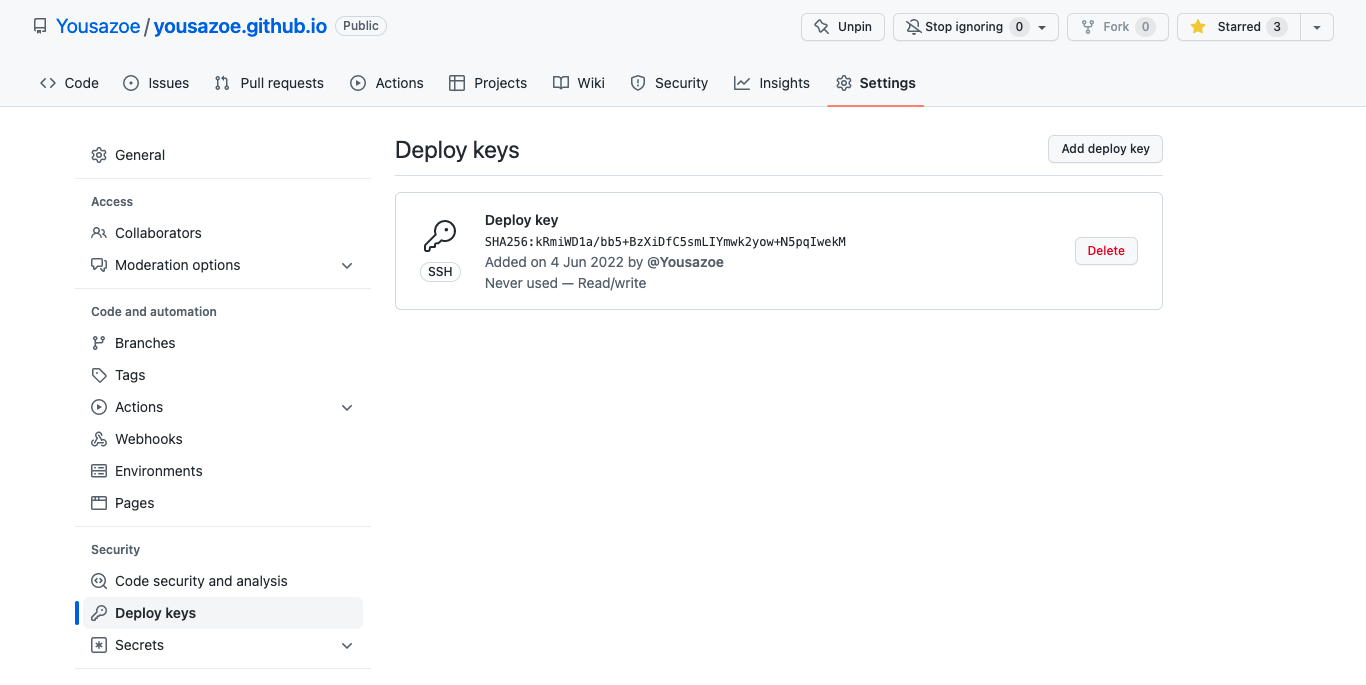 Yousazoe / yousazoe.github.io Public
Unpin Stop ignoring 0 Fork 0 Starred 3
Code Issues Pull requests Actions Projects Wiki Security Insights Settings
General
Access
Collaborators
Moderation options
Code and automation
Branches
Tags
Actions
Webhooks
Environments
Pages
Security
Code security and analysis
Deploy keys
Secrets
Deploy keys
Add deploy key
Deploy key
SHA256:kRmiWD1a/bb5+BzXiDfC5smLIYmwk2yow+N5pqIwekM
Added on 4 Jun 2022 by @Yousazoe
Never used — Read/write
SSH
Delete